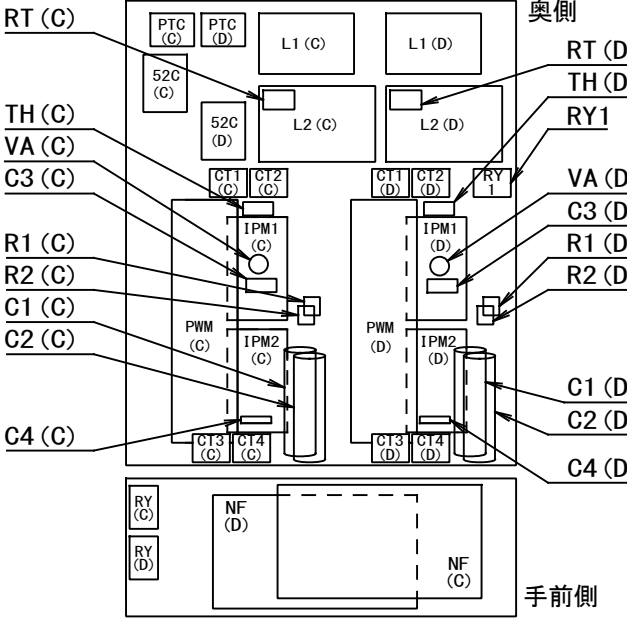 奥側
RT (C)
PTC
(C)
PTC
(D)
L1 (C)
L1 (D)
RT (D
52C
(C)
TH (D
TH (C)
52C
(D)
L2 (C)
L2 (D)
RY1
VA (C)
C3 (C)
CT1
(C)
CT2
(C)
CT1
(D)
CT2
(D)
RY
1
VA (D
C3 (D
IPM1
(C)
IPM1
(D)
R1 (C)
R1 (D
R2 (C)
R2 (D
C1 (C)
C2 (C)
PWM
(C)
IPM2
(C)
PWM
(D)
IPM2
(D)
C1 (D
C2 (D
C4 (C)
CT3
(C)
CT4
(C)
CT3
(D)
CT4
(D)
C4 (D
RY
(C)
NF
(D)
RY
(D)
NF
(C)
手前側